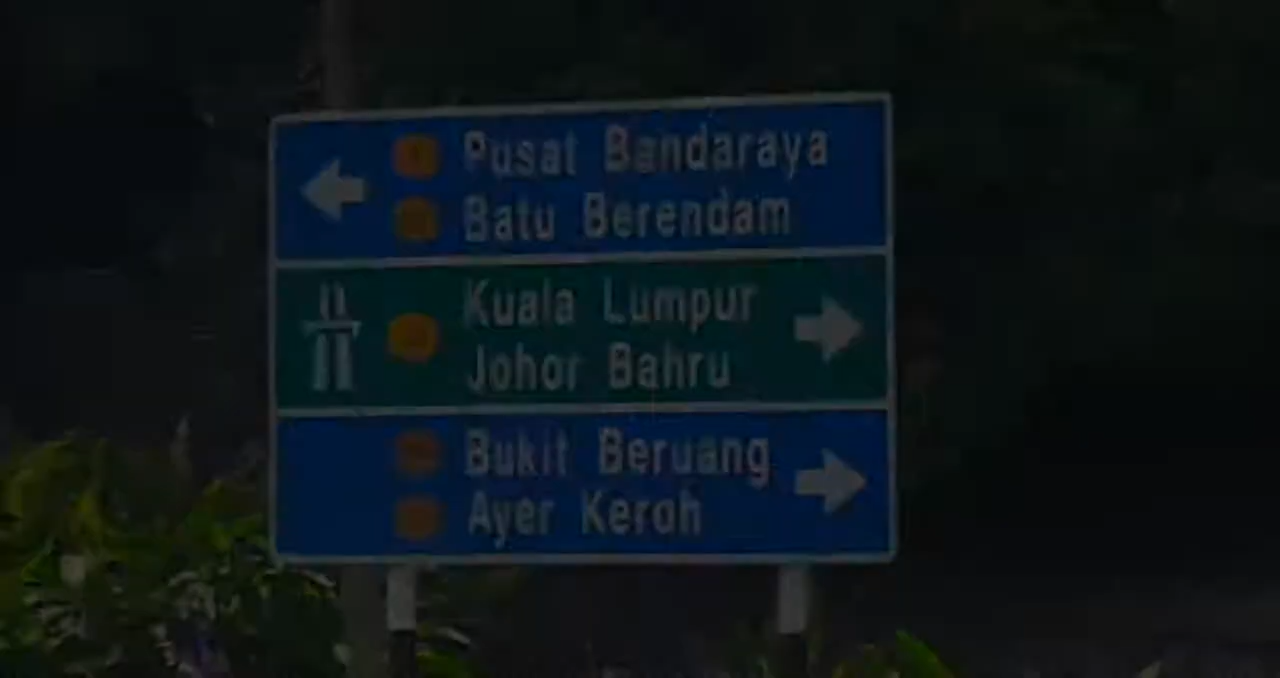 Pusat Bandaraya
Batu Berendam
Kuala Lumpur
Johor Bahru
Bukit Beruang
Ayer Keroh